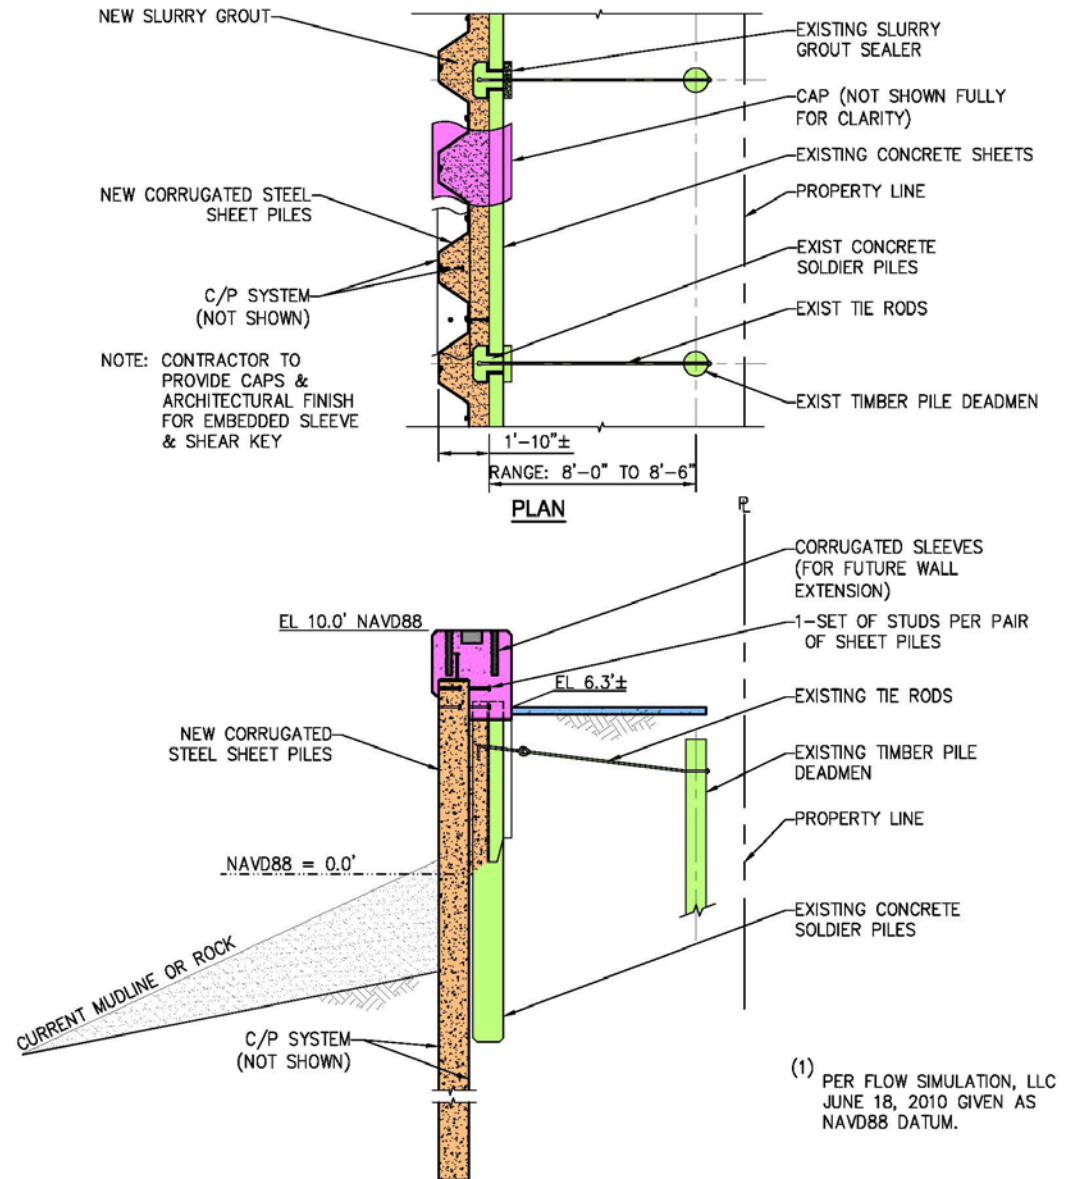 NEW SLURRY GROUT
EXISTING SLURRY
GROUT SEALER
CAP (NOT SHOWN FULLY
FOR CLARITY)
EXISTING CONCRETE SHEETS
PROPERTY LINE
NEW CORRUGATED STEEL
SHEET PILES
EXIST CONCRETE
SOLDIER PILES
C/P SYSTEM
(NOT SHOWN)
EXIST TIE RODS
NOTE: CONTRACTOR TO
PROVIDE CAPS &
ARCHITECTURAL FINISH
FOR EMBEDDED SLEEVE
& SHEAR KEY
EXIST TIMBER PILE DEADMEN
1'-10"±
RANGE: 8'-0" TO 8'-6"
PLAN
PL
CORRUGATED SLEEVES
(FOR FUTURE WALL
EXTENSION)
EL 10.0' NAVD88
1-SET OF STUDS PER PAIR
OF SHEET PILES
EL 6.3'±
EXISTING TIE RODS
NEW CORRUGATED
STEEL SHEET PILES
EXISTING TIMBER PILE
DEADMEN
PROPERTY LINE
NAVD88 = 0.0'
EXISTING CONCRETE
SOLDIER PILES
CURRENT MUDLINE OR ROCK
C/P SYSTEM
(NOT SHOWN)
(1) PER FLOW SIMULATION, LLC
JUNE 18, 2010 GIVEN AS
NAVD88 DATUM.